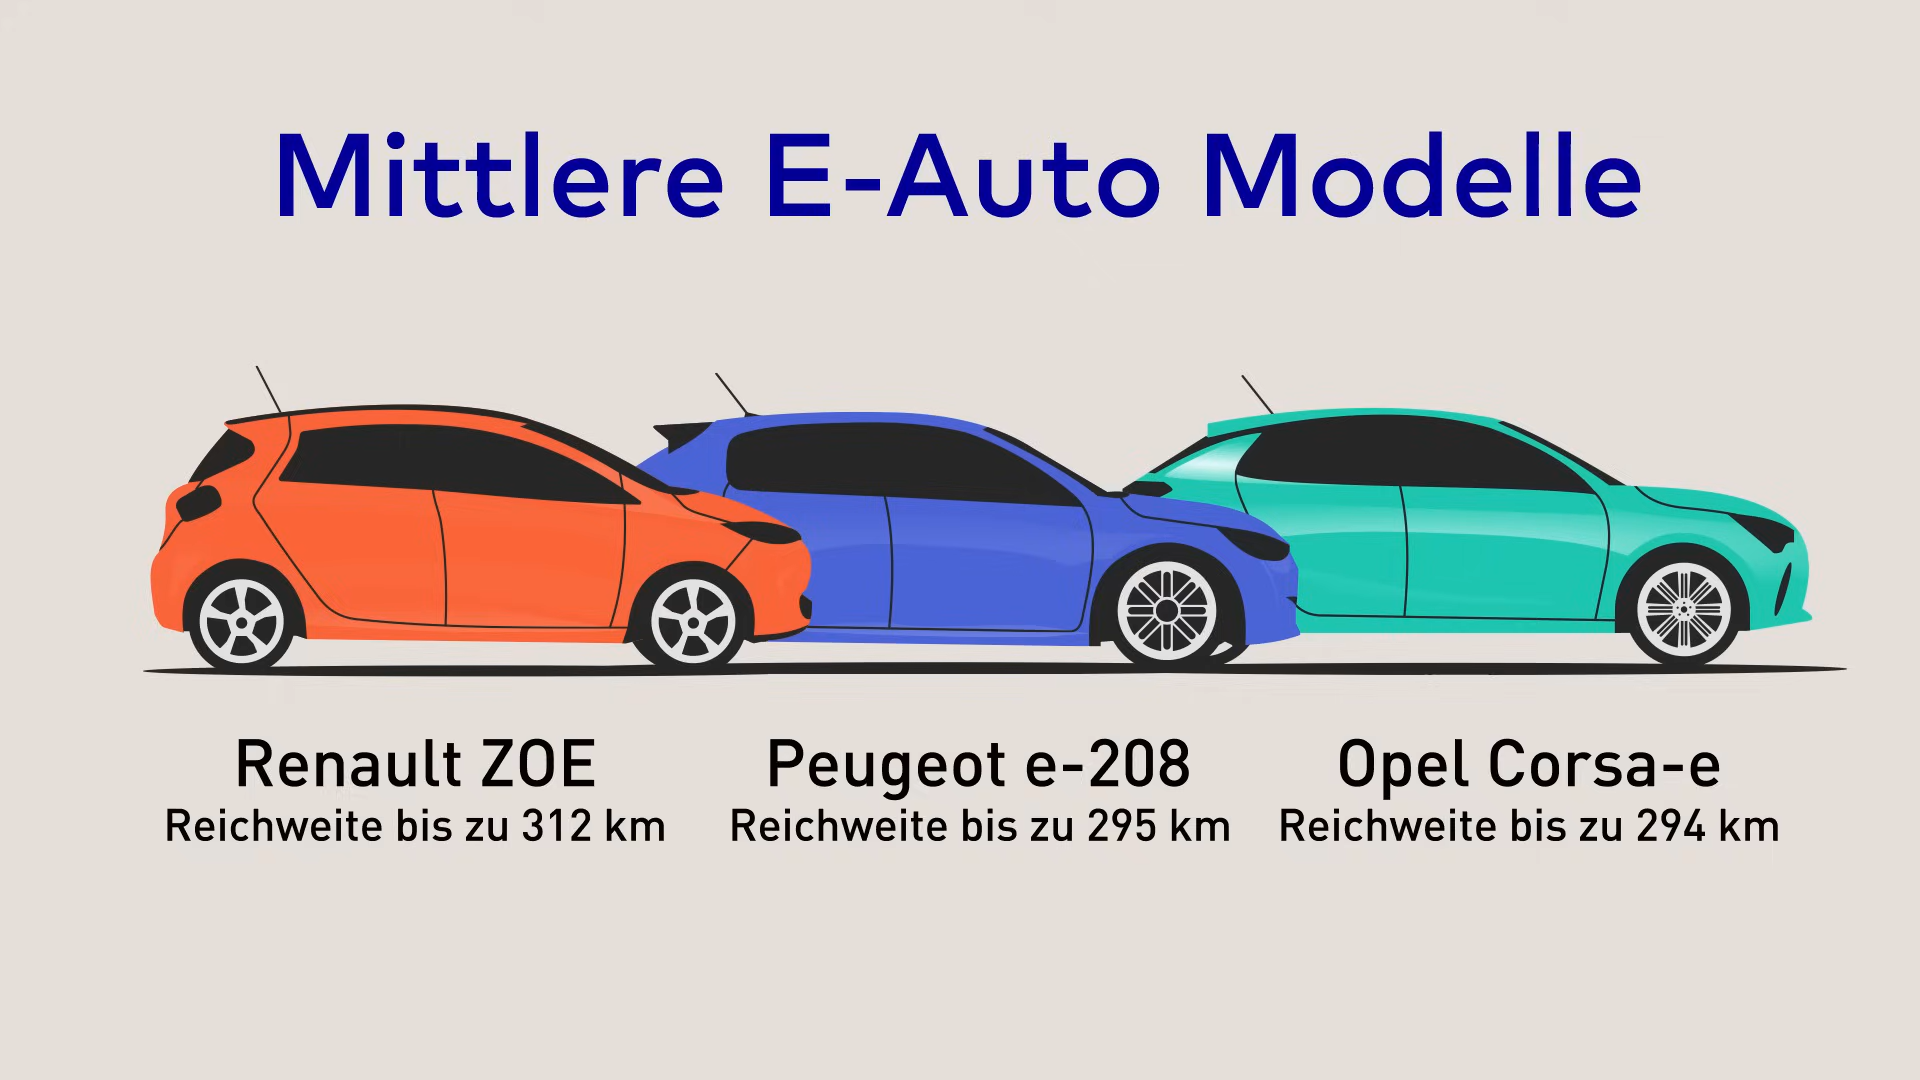 Mittlere E-Auto Modelle
Renault ZOE
Reichweite bis zu 312 km
Peugeot e-208
Reichweite bis zu 295 km
Opel Corsa-e
Reichweite bis zu 294 km